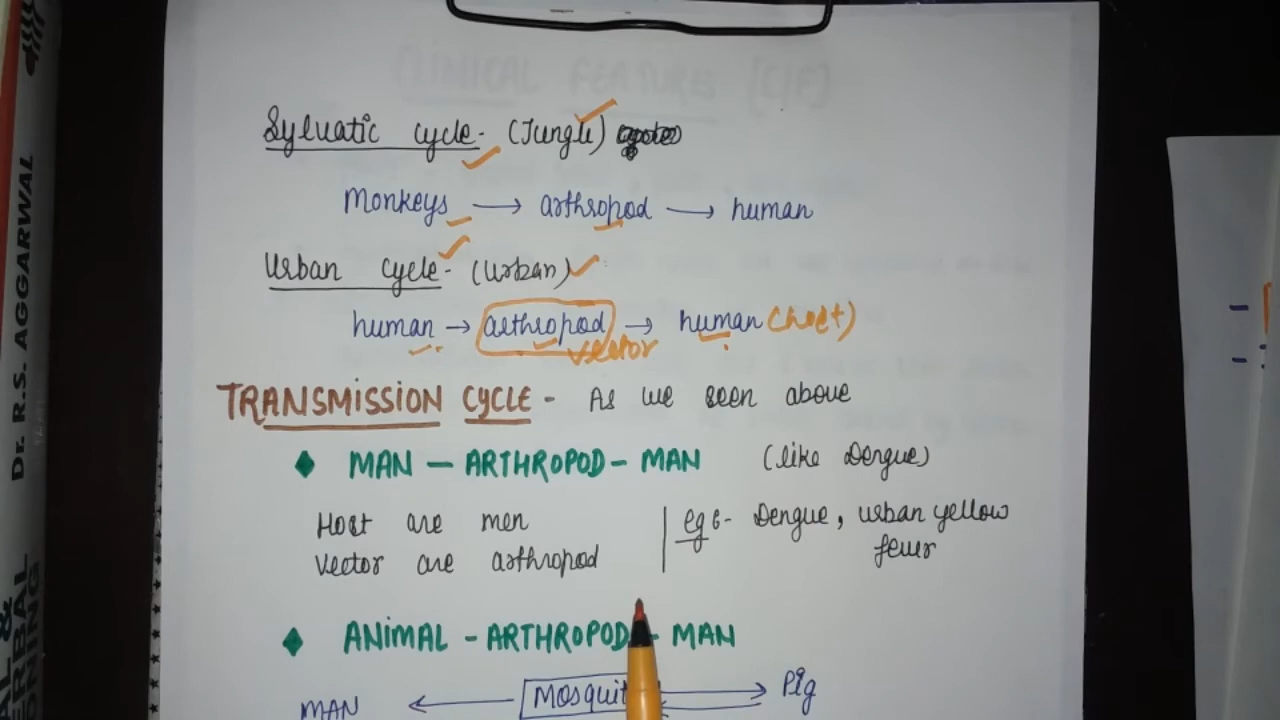 Sylvatic cycle- (Jungle)
Monkeys → arthropod → human
Urban cycle- (Urban)
human → arthropod → human (host)
vector
TRANSMISSION CYCLE - As we seen above
♦ MAN - ARTHROPOD - MAN (like Dengue)
Host are men
Vector are arthropod
eg:- Dengue, urban yellow
fever
♦ ANIMAL - ARTHROPOD - MAN
MAN ← Mosquit → Pig
Dr. R.S. AGGARWAL